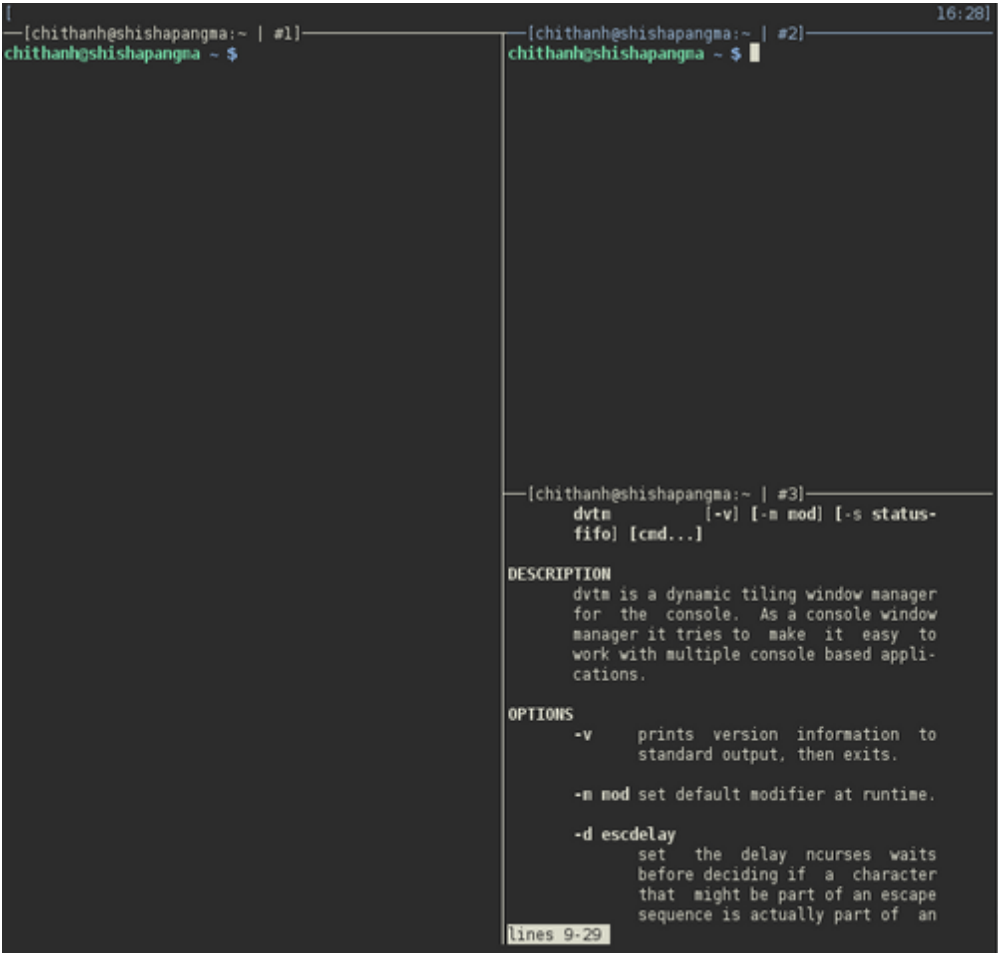 [ 16:28]
[chithanh@shishapangma:~ | #1]
chithanh@shishapangma ~ $
[chithanh@shishapangma:~ | #2]
chithanh@shishapangma ~ $
[chithanh@shishapangma:~ | #3]
dvtm [-v] [-m mod] [-s status-
fifo] [cmd...]
DESCRIPTION
dvtm is a dynamic tiling window manager
for the console. As a console window
manager it tries to make it easy to
work with multiple console based appli-
cations.
OPTIONS
-v prints version information to
standard output, then exits.
-m mod set default modifier at runtime.
-d escdelay
set the delay ncurses waits
before deciding if a character
that might be part of an escape
sequence is actually part of an
lines 9-29